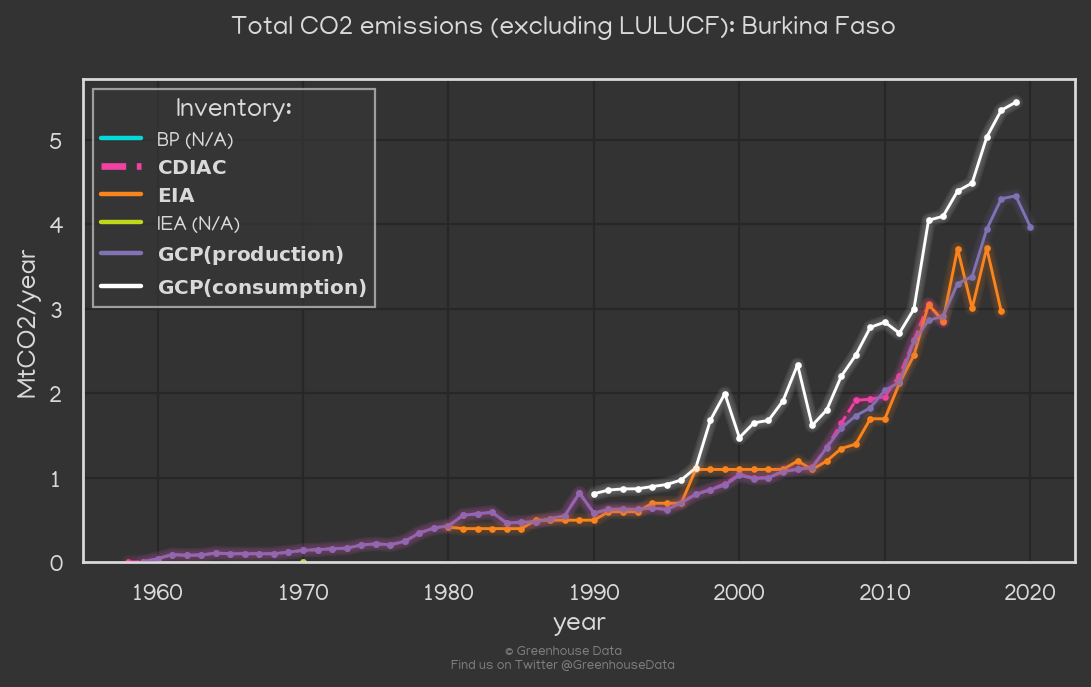 Total CO2 emissions (excluding LULUCF): Burkina Faso
Inventory:
BP (N/A)
CDIAC
EIA
IEA (N/A)
GCP(production)
GCP(consumption)
MtCO2/year
5
4
3
2
1
0
1960 1970 1980 1990 2000 2010 2020
year
© Greenhouse Data
Find us on Twitter @GreenhouseData